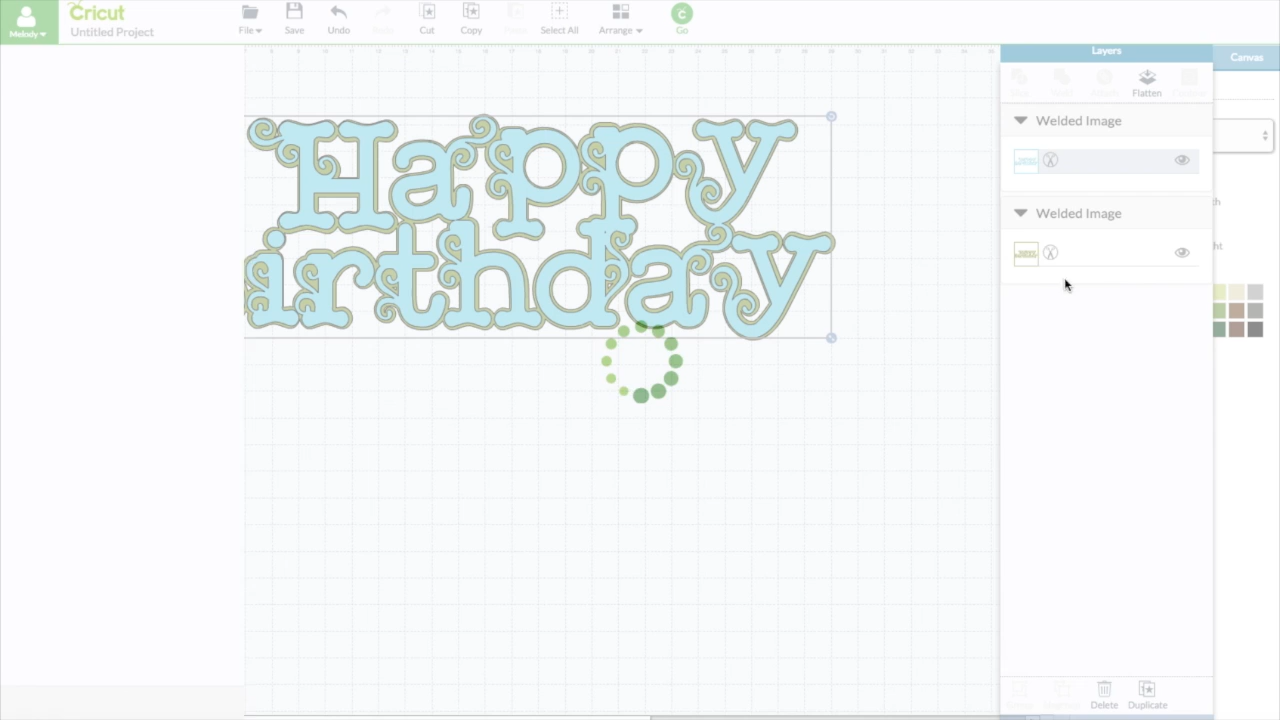 Cricut
Melody
Untitled Project
File
Save
Undo
Cut
Copy
Select All
Arrange
Go
Layers
Canvas
Flatten
Welded Image
Welded Image
Happy
irthday
Delete
Duplicate